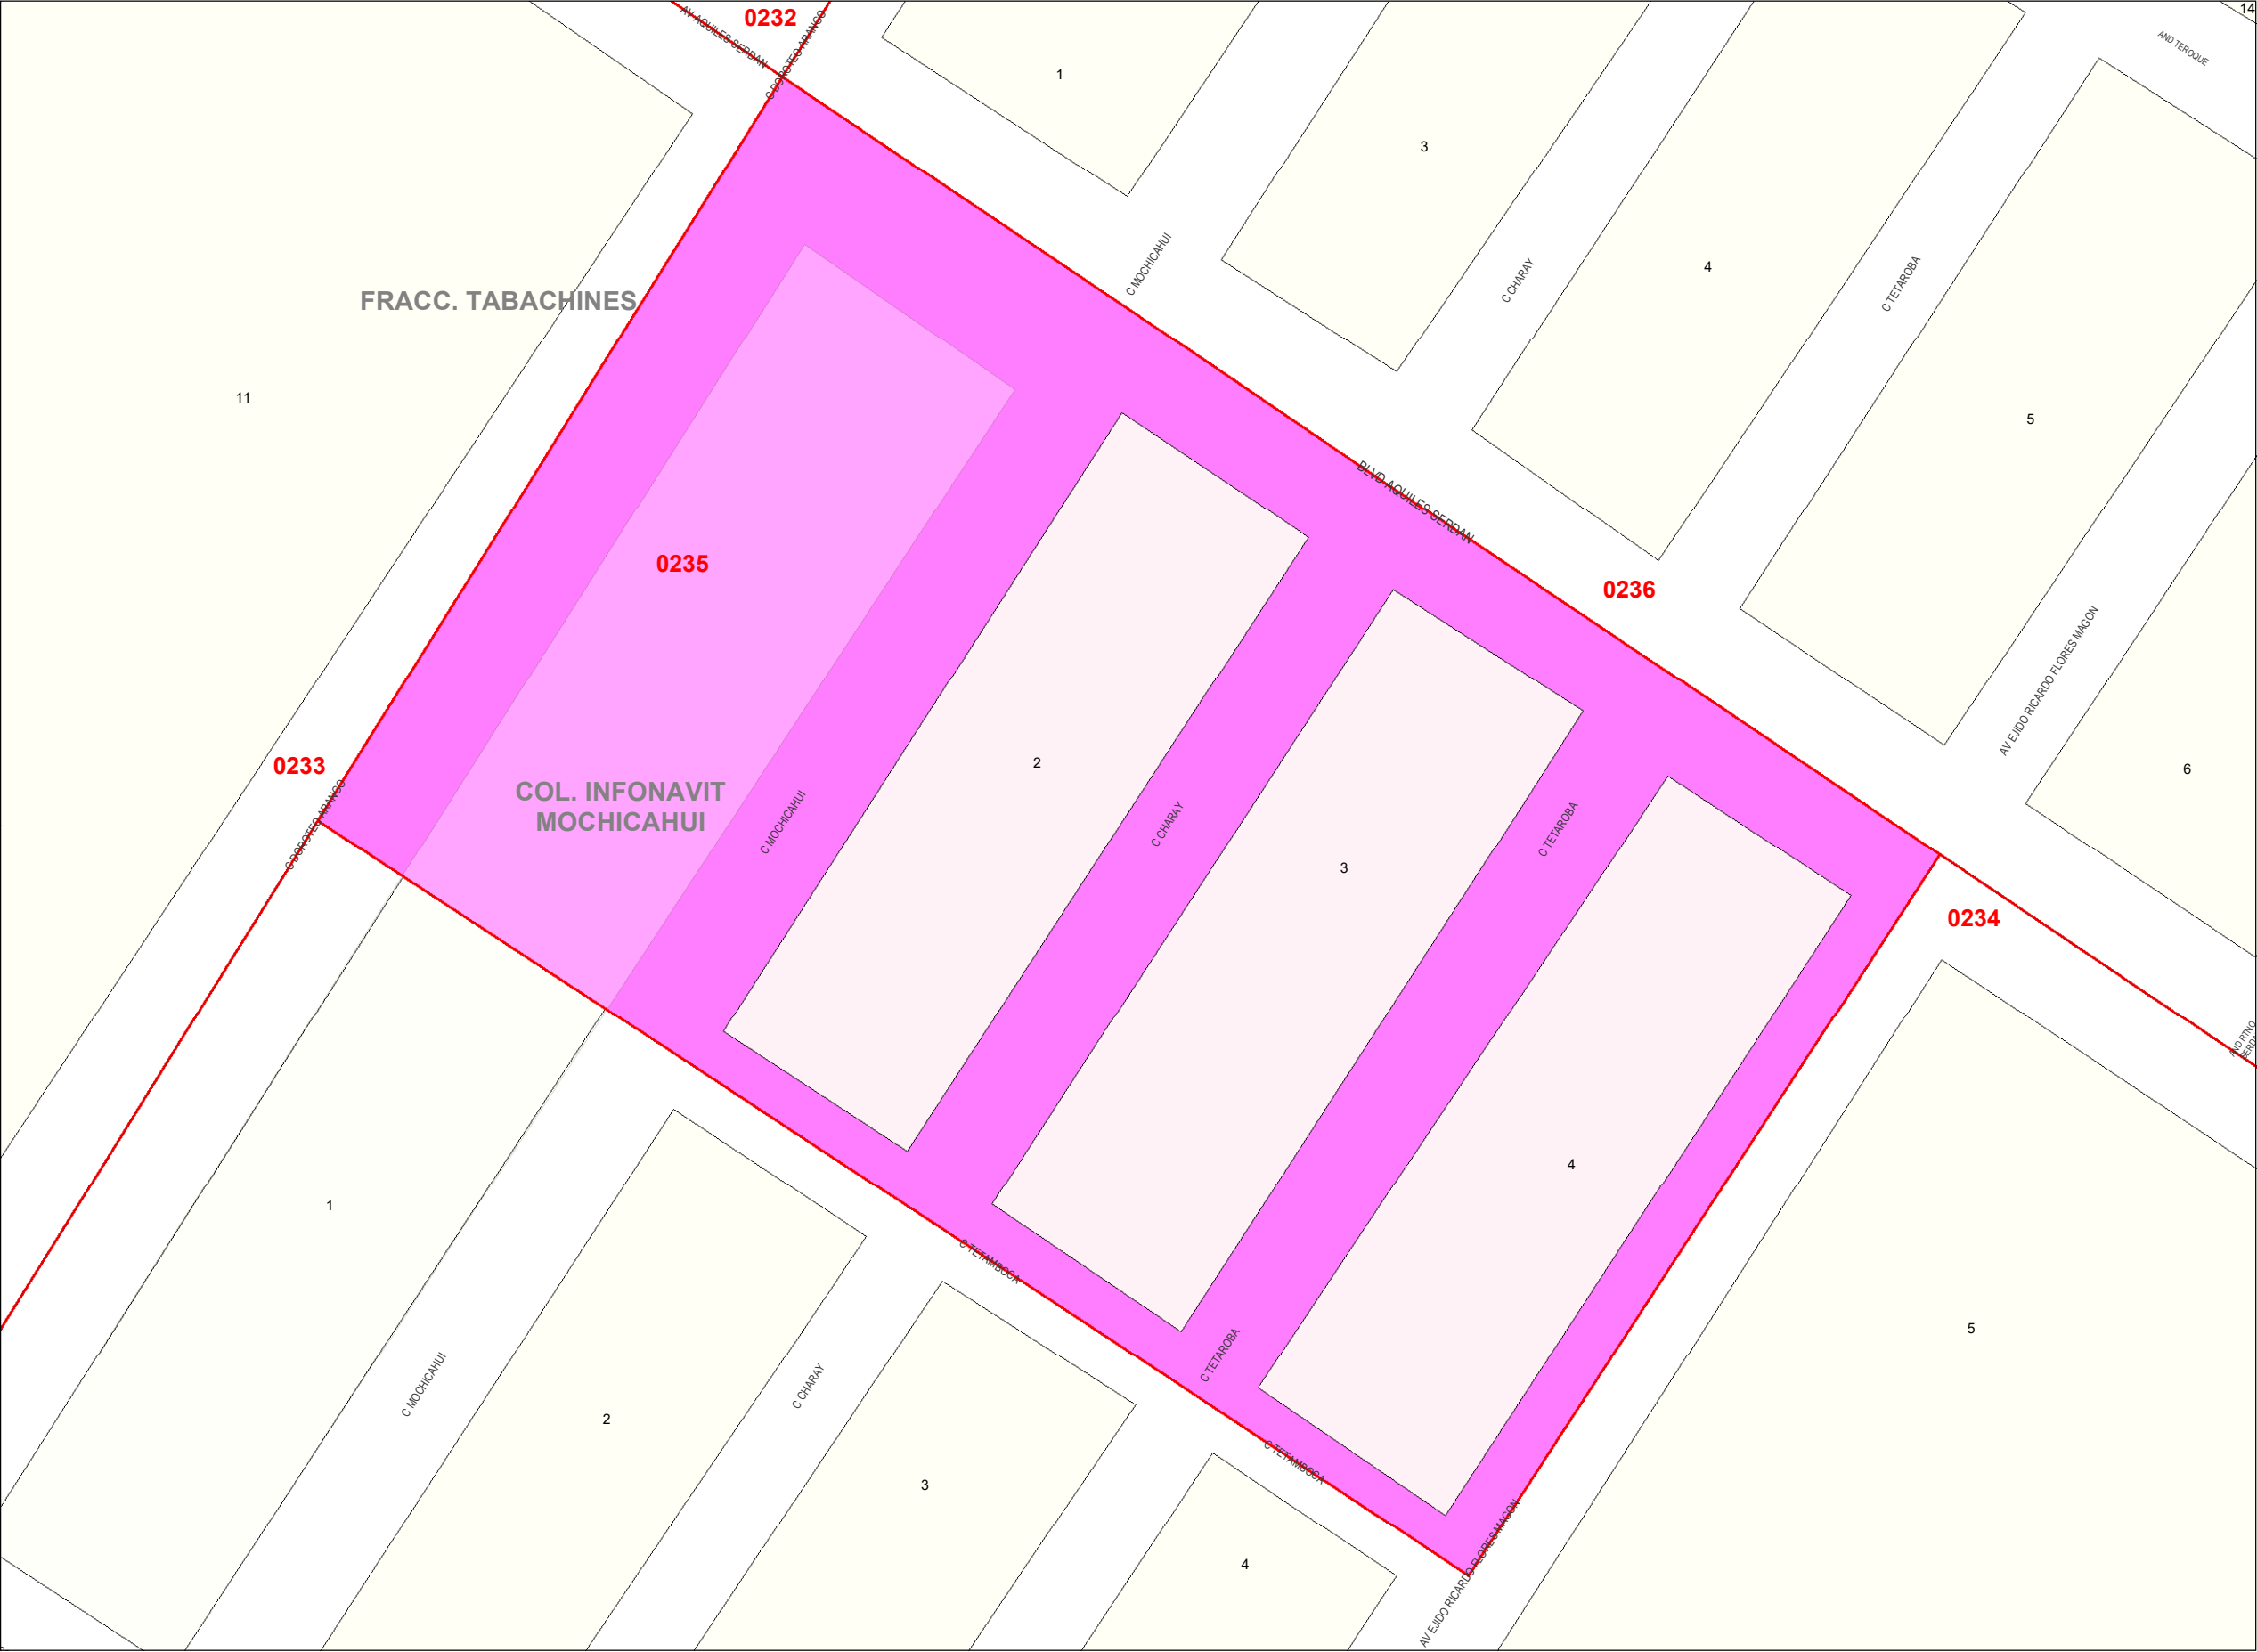 AV AQUILES SERDAN
0232
C DOROTEO ARANGO
14
AND TEROQUE
1
3
C MOCHICAHUI
C CHARAY
4
C TETAROBA
FRACC. TABACHINES
11
5
BLVD AQUILES SERDAN
0235
0236
AV EJIDO RICARDO FLORES MAGON
0233
C DOROTEO ARANGO
COL. INFONAVIT
MOCHICAHUI
C MOCHICAHUI
2
C CHARAY
3
C TETAROBA
6
0234
AND RTNO
4
1
C TETAMBOCA
C TETAROBA
5
C MOCHICAHUI
2
C CHARAY
3
C TETAMBOCA
4
AV EJIDO RICARDO FLORES MAGON